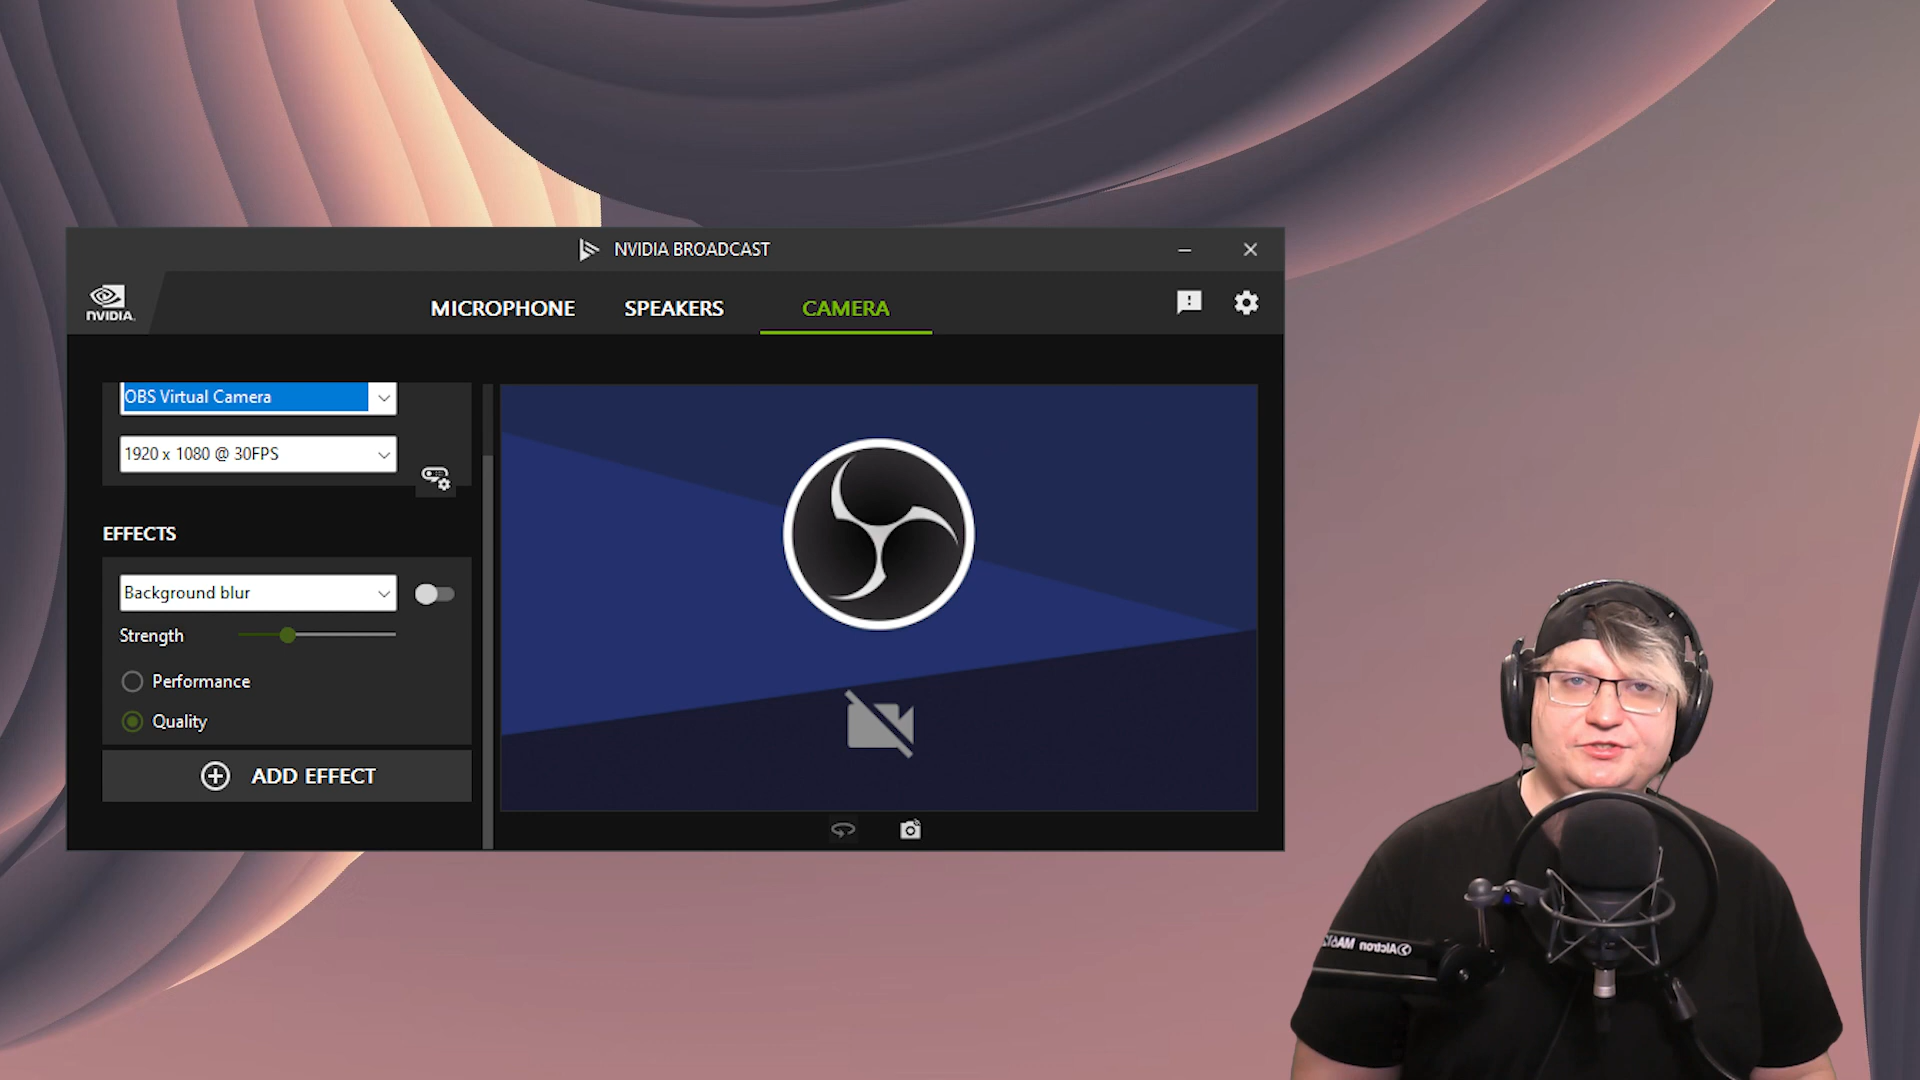 NVIDIA BROADCAST
NVIDIA
MICROPHONE
SPEAKERS
CAMERA
OBS Virtual Camera
1920 x 1080 @ 30FPS
EFFECTS
Background blur
Strength
Performance
Quality
ADD EFFECT
Alctron